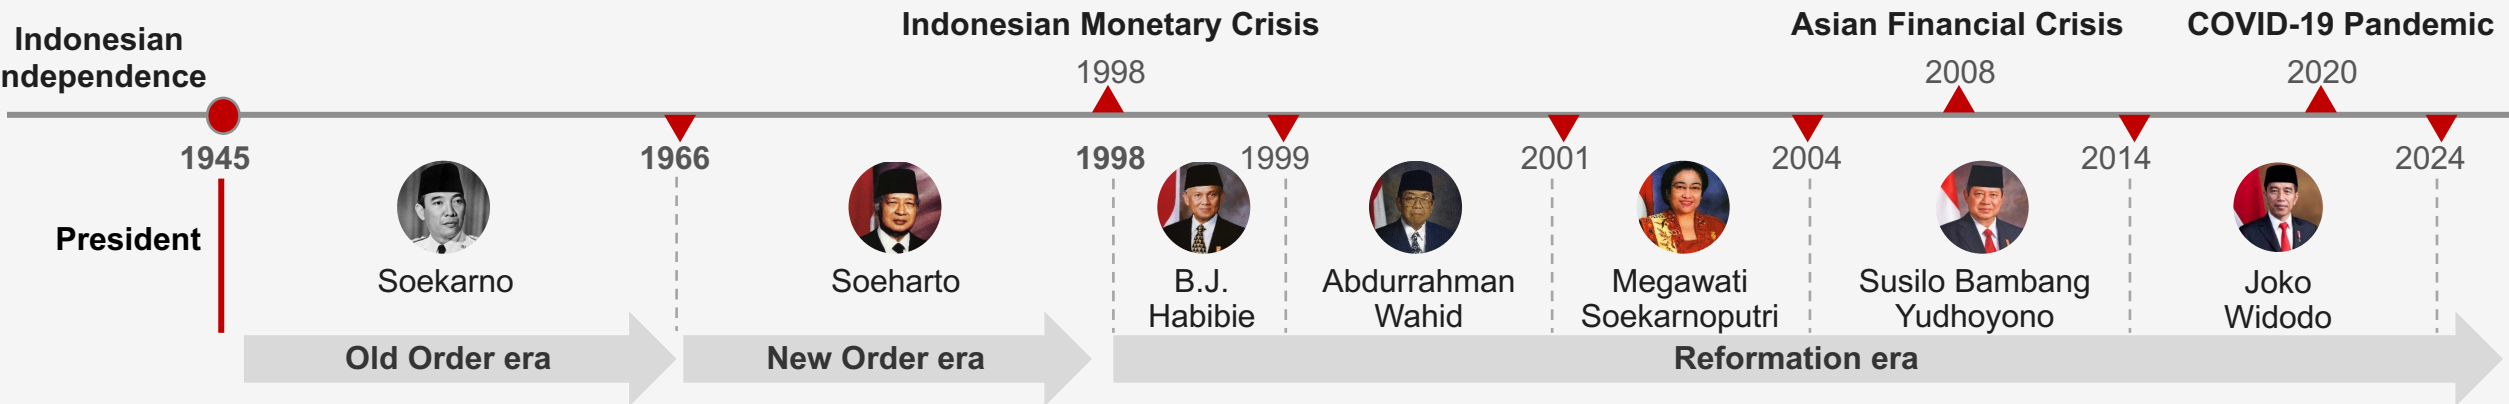 Indonesian
ndependence
Indonesian Monetary Crisis
1998
Asian Financial Crisis
2008
COVID-19 Pandemic
2020
1945
1966
1998
1999
2001
2004
2014
2024
President
Soekarno
Soeharto
B.J.
Habibie
Abdurrahman
Wahid
Megawati
Soekarnoputri
Susilo Bambang
Yudhoyono
Joko
Widodo
Old Order era
New Order era
Reformation era